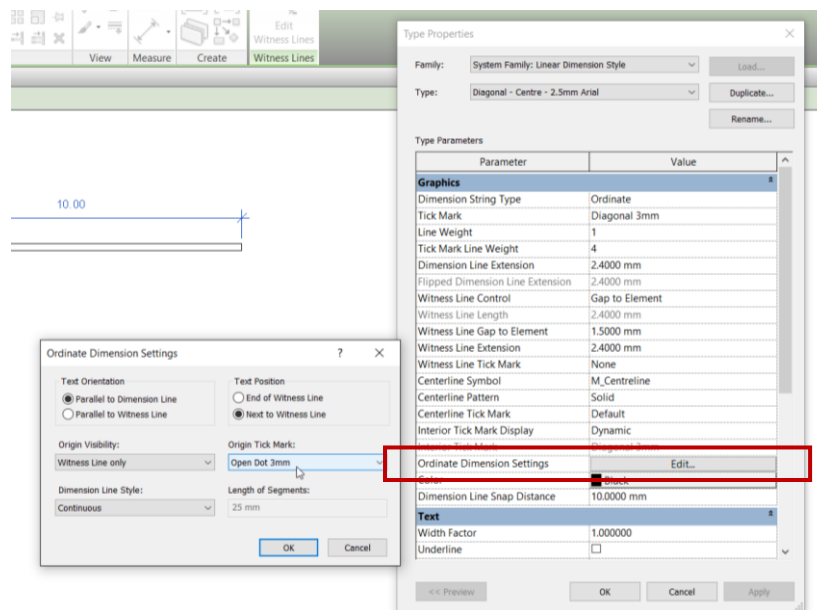 Edit
Witness Lines
View Measure Create Witness Lines
10.00
Type Properties
Family: System Family: Linear Dimension Style Load...
Type: Diagonal - Centre - 2.5mm Arial Duplicate...
Rename...
Type Parameters
Parameter Value
Graphics
Dimension String Type Ordinate
Tick Mark Diagonal 3mm
Line Weight 1
Tick Mark Line Weight 4
Dimension Line Extension 2.4000 mm
Flipped Dimension Line Extension 2.4000 mm
Witness Line Control Gap to Element
Witness Line Length 2.4000 mm
Witness Line Gap to Element 1.5000 mm
Witness Line Extension 2.4000 mm
Witness Line Tick Mark None
Centerline Symbol M_Centreline
Centerline Pattern Solid
Centerline Tick Mark Default
Interior Tick Mark Display Dynamic
Interior Tick Mark Diagonal 3mm
Ordinate Dimension Settings Edit...
Color Black
Dimension Line Snap Distance 10.0000 mm
Text
Width Factor 1.000000
Underline
<< Preview OK Cancel Apply
Ordinate Dimension Settings ?
Text Orientation Text Position
Parallel to Dimension Line End of Witness Line
Parallel to Witness Line Next to Witness Line
Origin Visibility: Origin Tick Mark:
Witness Line only Open Dot 3mm
Dimension Line Style: Length of Segments:
Continuous 25 mm
OK Cancel